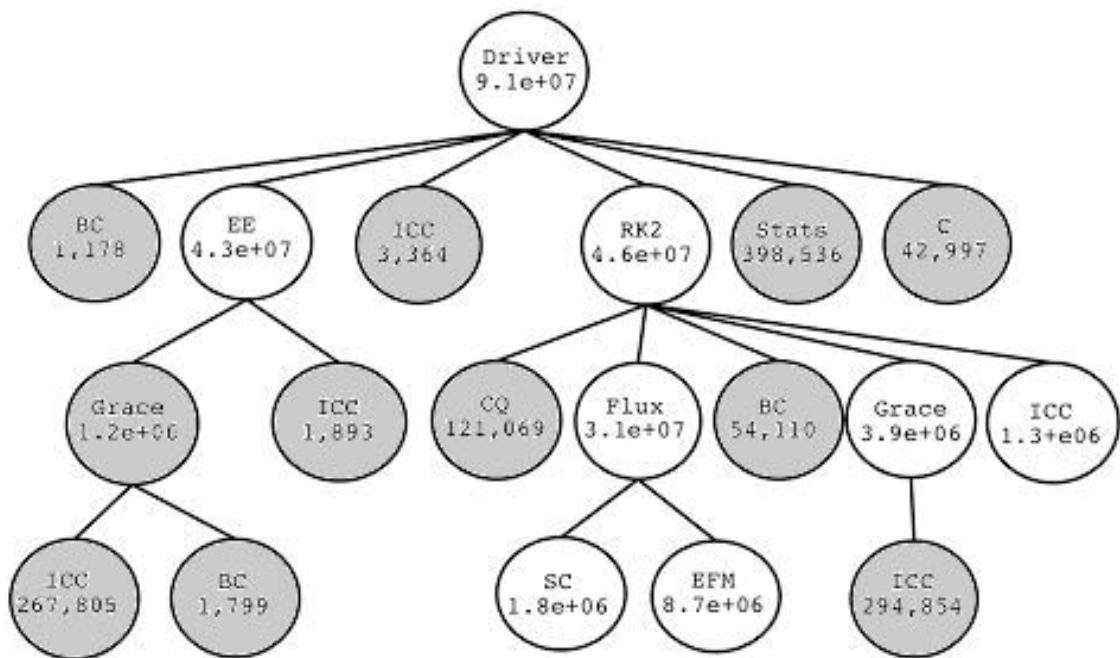 Driver
9.1e+07
BC
1,178
EE
4.3e+07
ICC
3,364
RK2
4.6e+07
Stats
398,536
C
42,997
Grace
1.2e+06
ICC
1,893
CQ
121,069
Flux
3.1e+07
BC
54,110
Grace
3.9e+06
ICC
1.3+e06
ICC
267,805
BC
1,799
SC
1.8e+06
EFM
8.7e+06
ICC
294,854